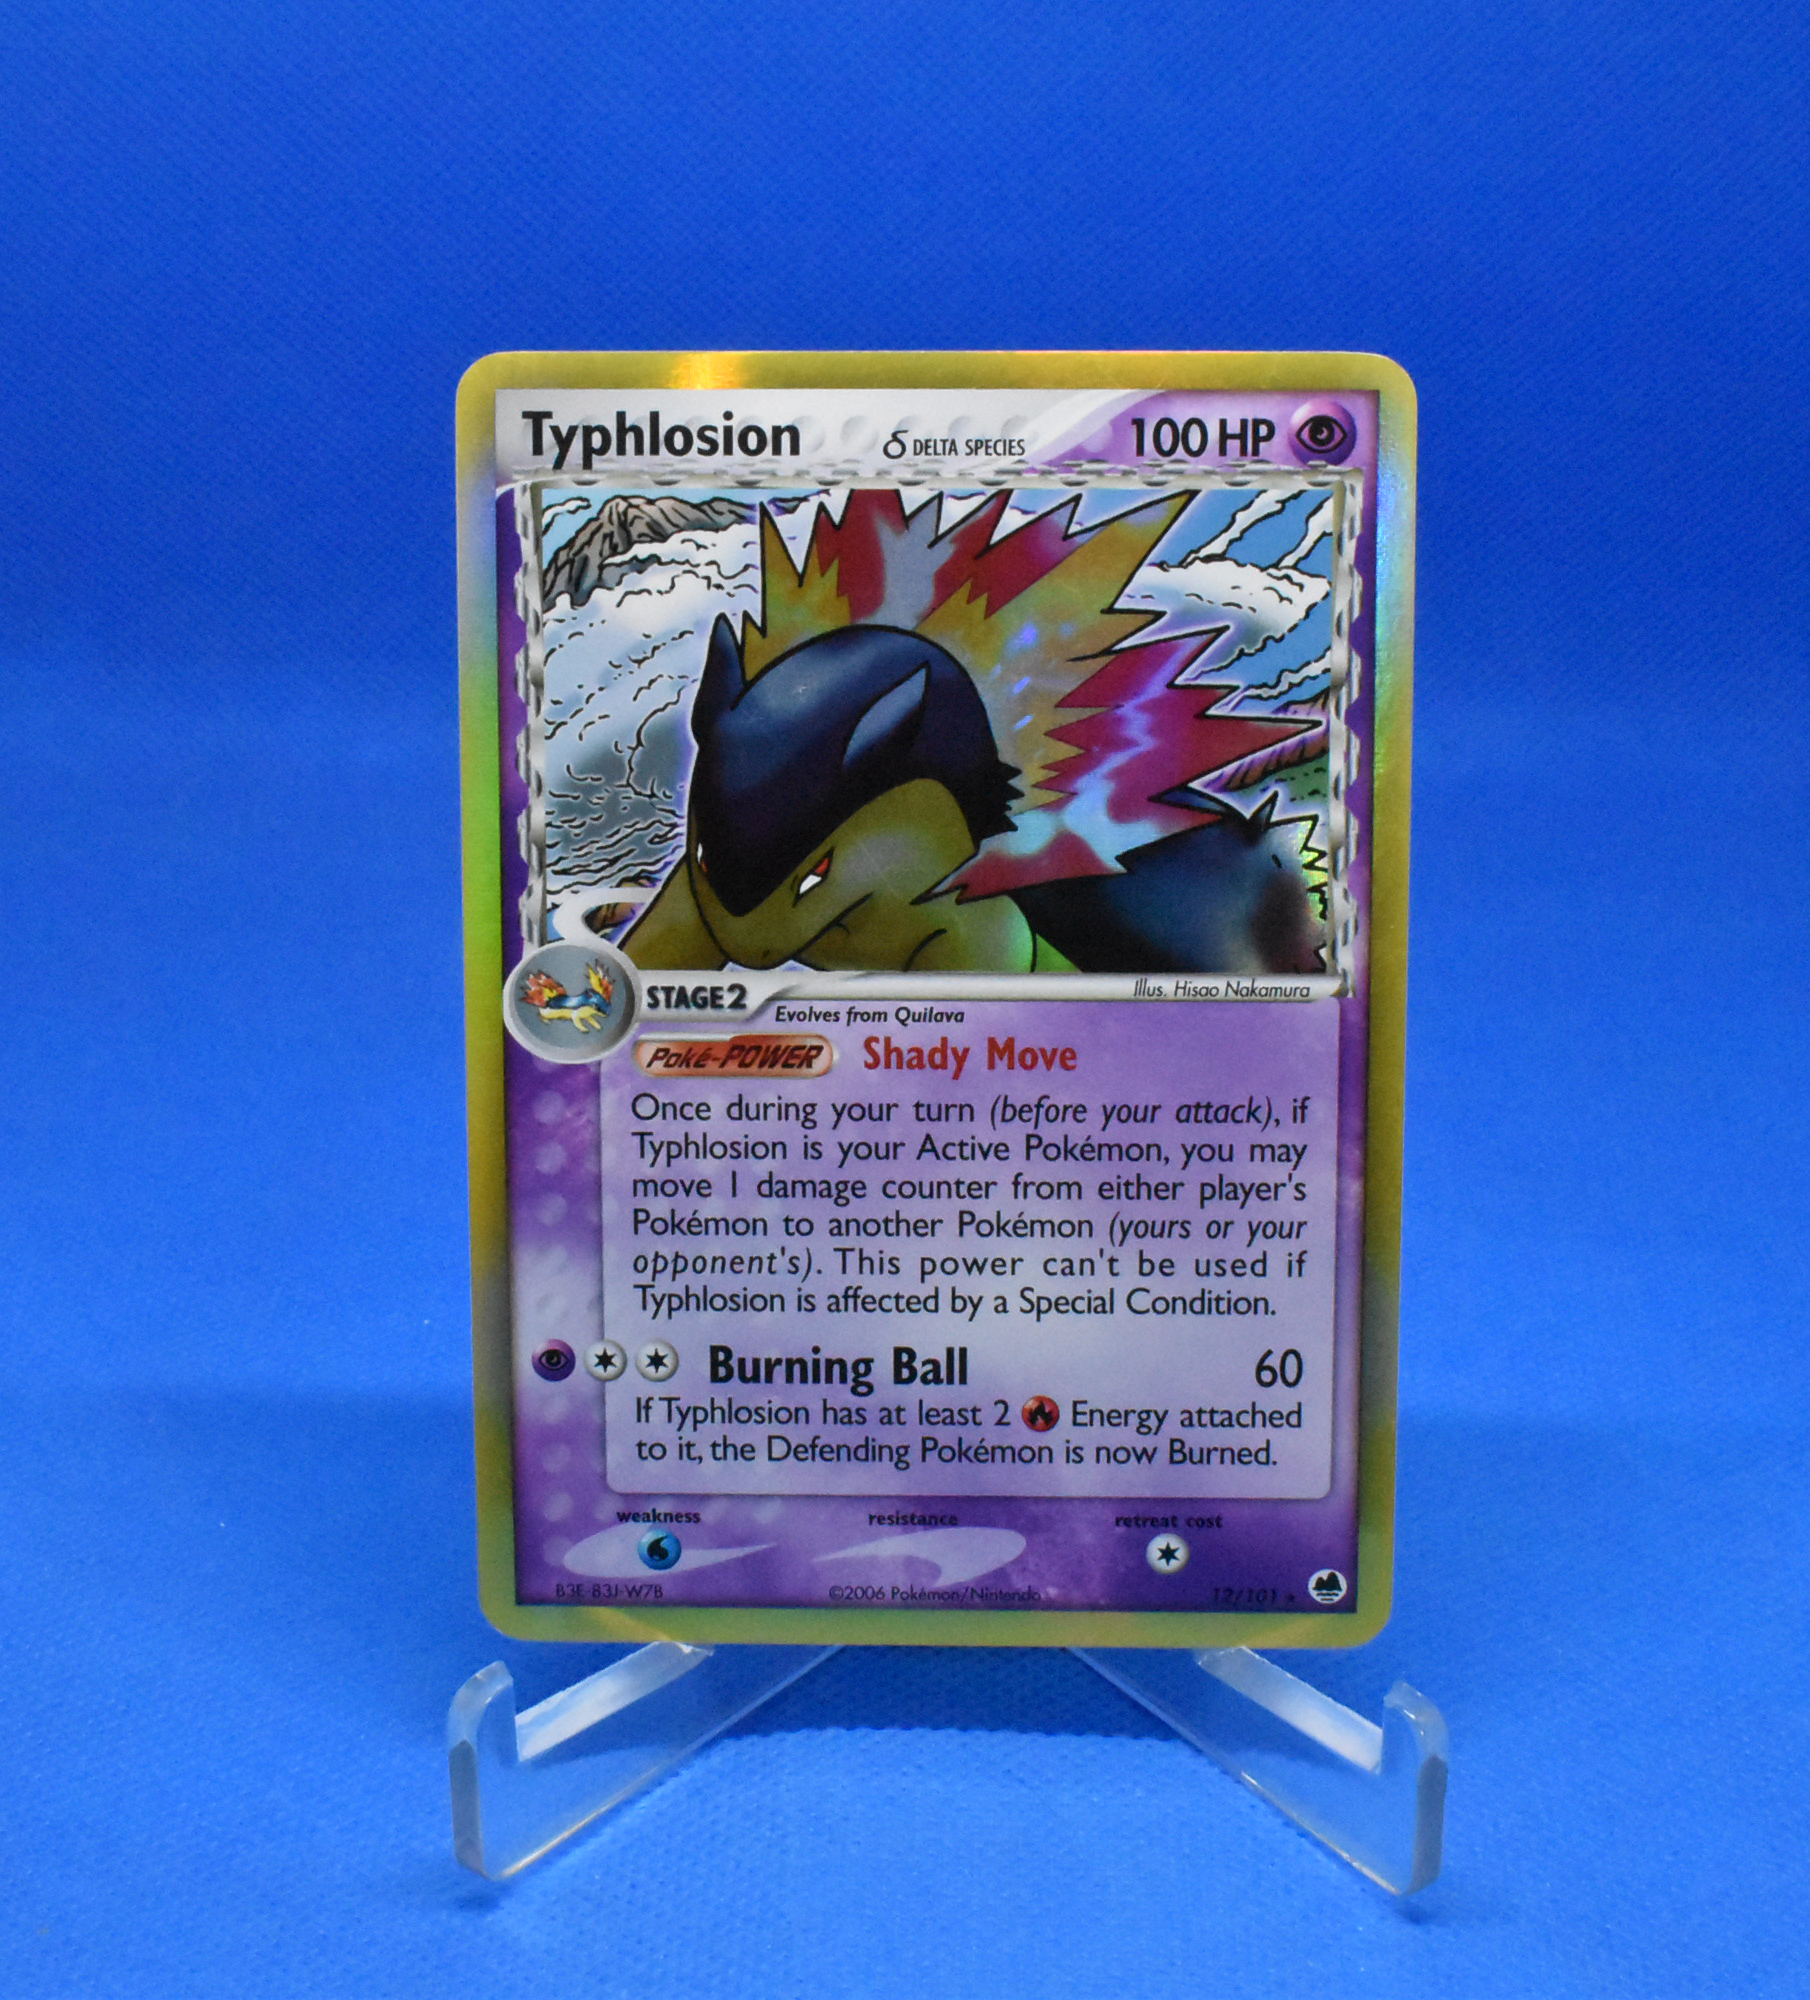 Typhlosion δ DELTA SPECIES 100 HP
Illus. Hisao Nakamura
STAGE 2
Evolves from Quilava
Poké-POWER Shady Move
Once during your turn (before your attack), if
Typhlosion is your Active Pokémon, you may
move 1 damage counter from either player's
Pokémon to another Pokémon (yours or your
opponent's). This power can't be used if
Typhlosion is affected by a Special Condition.
Burning Ball 60
If Typhlosion has at least 2 Energy attached
to it, the Defending Pokémon is now Burned.
weakness resistance retreat cost
B3E-83J-W7B ©2006 Pokémon/Nintendo 12/101 ★